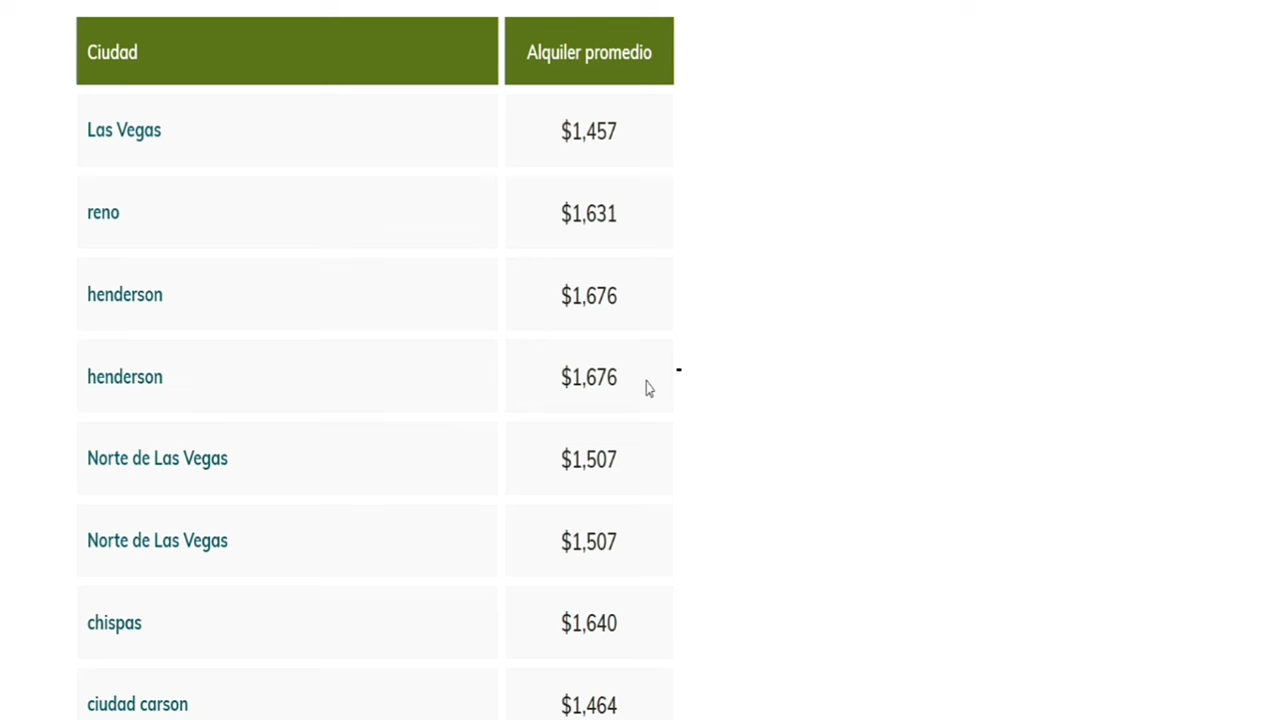 Ciudad Alquiler promedio
Las Vegas $1,457
reno $1,631
henderson $1,676
henderson $1,676
Norte de Las Vegas $1,507
Norte de Las Vegas $1,507
chispas $1,640
ciudad carson $1,464